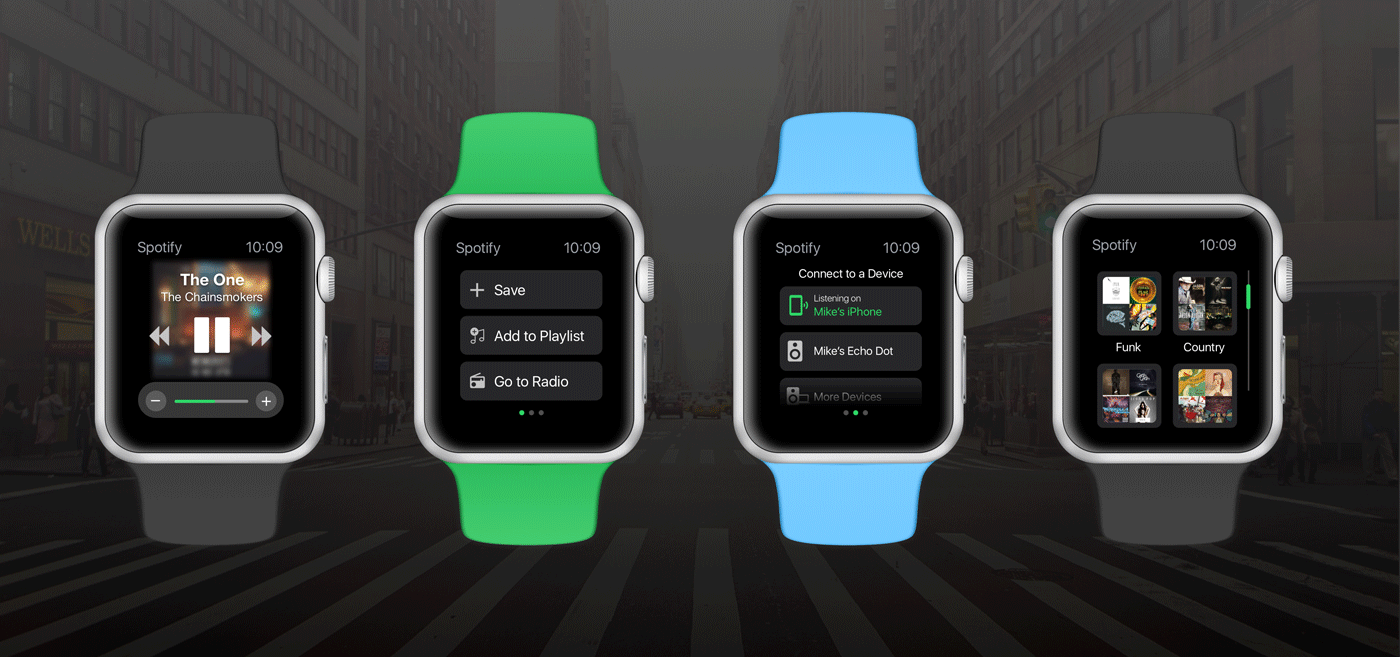 WELLS
Spotify 10:09
The One
The Chainsmokers
Spotify 10:09
Save
Add to Playlist
Go to Radio
Spotify 10:09
Connect to a Device
Listening on
Mike's iPhone
Mike's Echo Dot
More Devices
Spotify 10:09
Funk Country